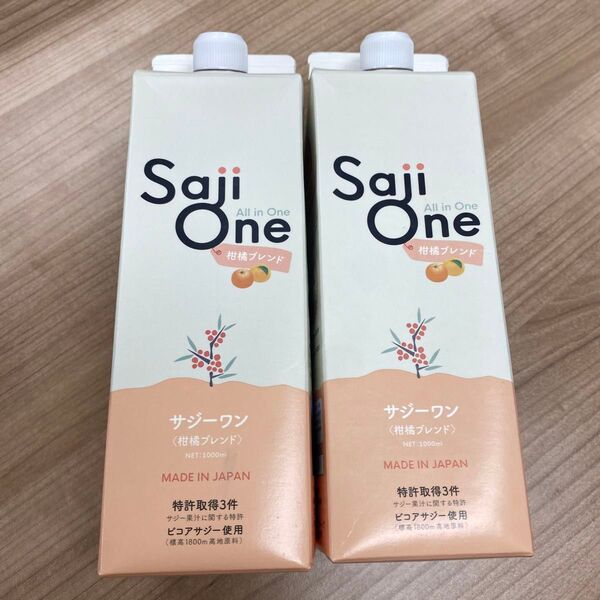 Saji
All in One
One
柑橘ブレンド
サジーワン
〈柑橘ブレンド〉
NET:1000ml
MADE IN JAPAN
特許取得3件
サジー果汁に関する特許
ピコアサジー使用
(標高1800m高地原料)
Saji
All in One
One
柑橘ブレンド
サジーワン
〈柑橘ブレンド〉
NET:1000ml
MADE IN JAPAN
特許取得3件
サジー果汁に関する特許
ピコアサジー使用
(標高1800m高地原料)